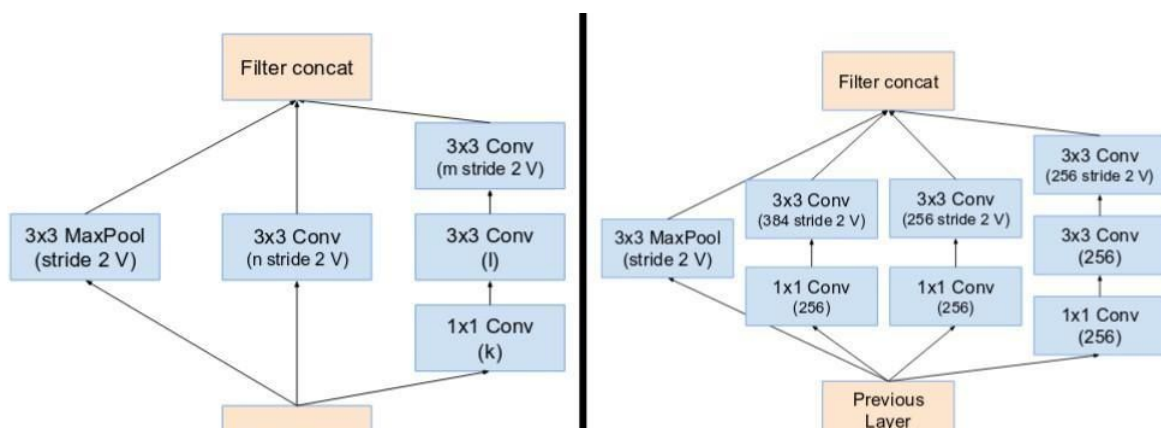 Filter concat
3x3 Conv
(m stride 2 V)
3x3 MaxPool
(stride 2 V)
3x3 Conv
(n stride 2 V)
3x3 Conv
(l)
1x1 Conv
(k)
Filter concat
3x3 Conv
(256 stride 2 V)
3x3 MaxPool
(stride 2 V)
3x3 Conv
(384 stride 2 V)
3x3 Conv
(256 stride 2 V)
3x3 Conv
(256)
1x1 Conv
(256)
1x1 Conv
(256)
1x1 Conv
(256)
Previous
Layer